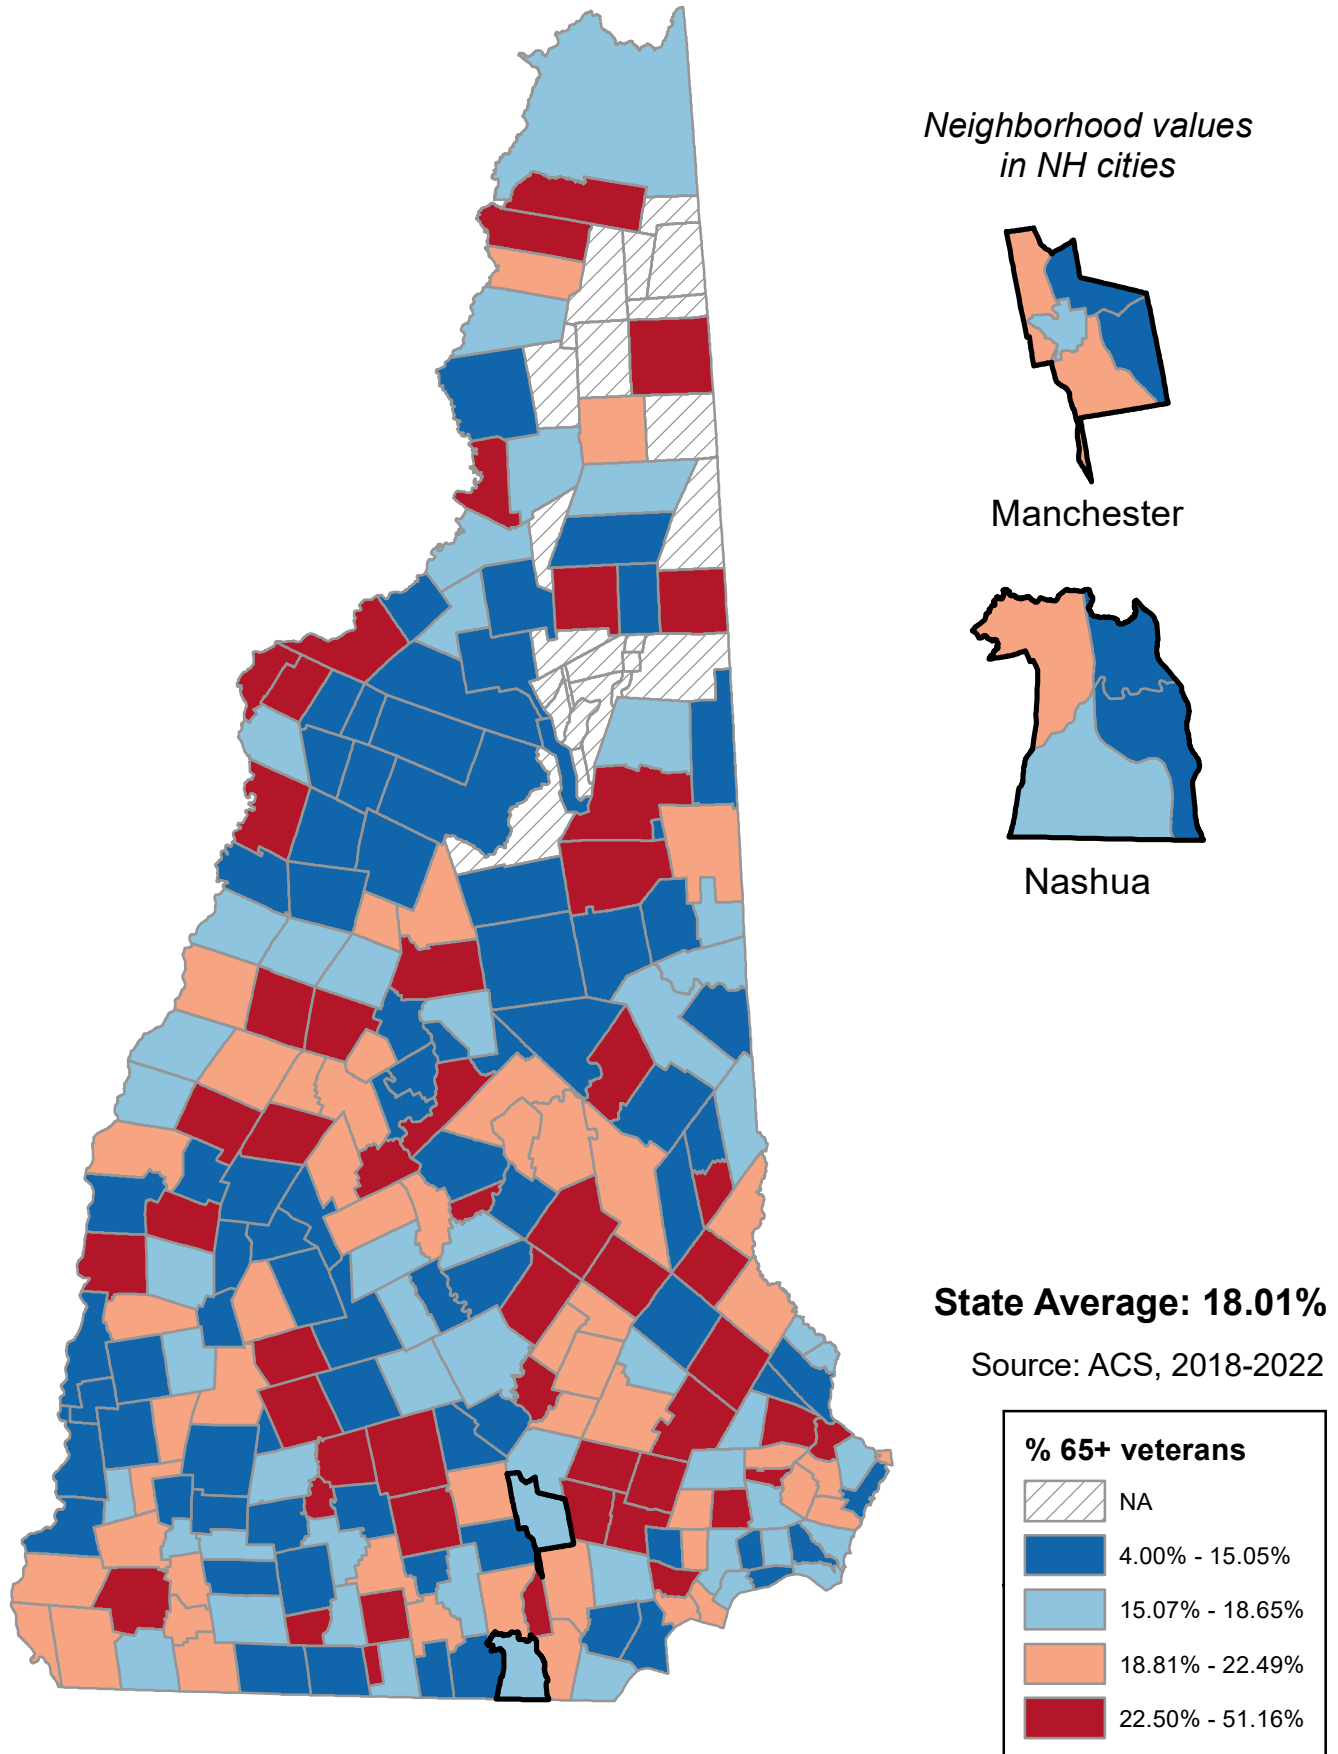 Neighborhood values
in NH cities
Manchester
Nashua
State Average: 18.01%
Source: ACS, 2018-2022
% 65+ veterans
NA
4.00% - 15.05%
15.07% - 18.65%
18.81% - 22.49%
22.50% - 51.16%